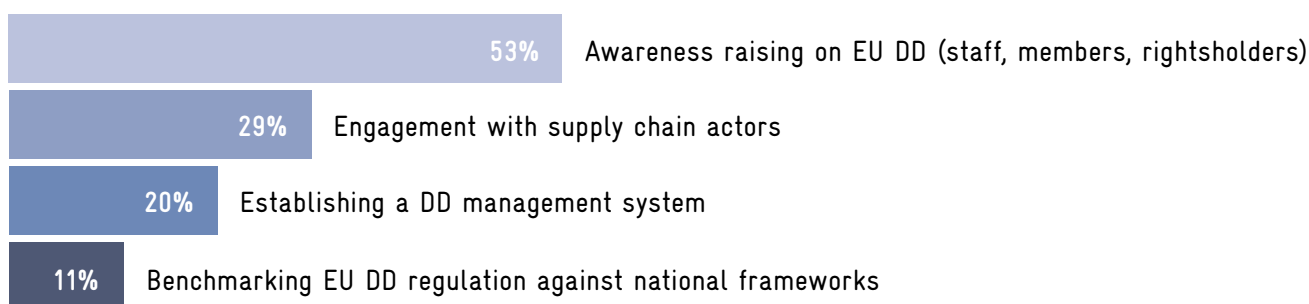 53% Awareness raising on EU DD (staff, members, rightsholders)
29% Engagement with supply chain actors
20% Establishing a DD management system
11% Benchmarking EU DD regulation against national frameworks